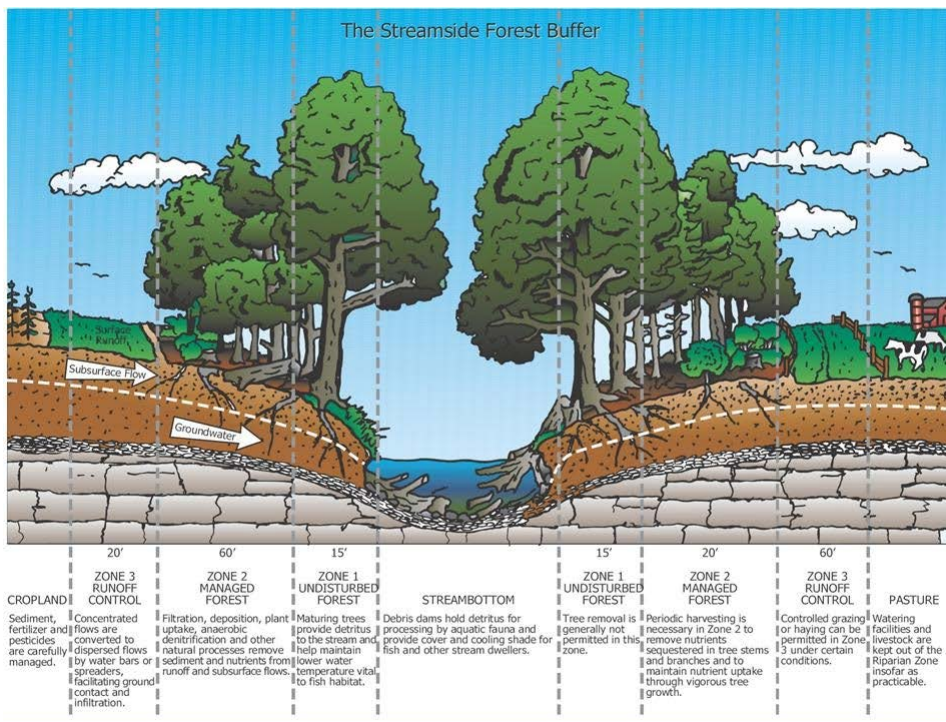 The Streamside Forest Buffer
Surface
Runoff
Subsurface Flow
Groundwater
20'
60'
15'
15'
20'
60'
CROPLAND
Sediment,
fertilizer and
pesticides
are carefully
managed.
ZONE 3
RUNOFF
CONTROL
Concentrated
flows are
converted to
dispersed flows
by water bars or
spreaders,
facilitating ground
contact and
infiltration.
ZONE 2
MANAGED
FOREST
Filtration, deposition, plant
uptake, anaerobic
denitrification and other
natural processes remove
sediment and nutrients from
runoff and subsurface flows.
ZONE 1
UNDISTURBED
FOREST
Maturing trees
provide detritus
to the stream and
help maintain
lower water
temperature vital
to fish habitat.
STREAMBOTTOM
Debris dams hold detritus for
processing by aquatic fauna and
provide cover and cooling shade for
fish and other stream dwellers.
ZONE 1
UNDISTURBED
FOREST
Tree removal is
generally not
permitted in this
zone.
ZONE 2
MANAGED
FOREST
Periodic harvesting is
necessary in Zone 2 to
remove nutrients
sequestered in tree stems
and branches and to
maintain nutrient uptake
through vigorous tree
growth.
ZONE 3
RUNOFF
CONTROL
Controlled grazing
or haying can be
permitted in Zone
3 under certain
conditions.
PASTURE
Watering
facilities and
livestock are
kept out of the
Riparian Zone
insofar as
practicable.